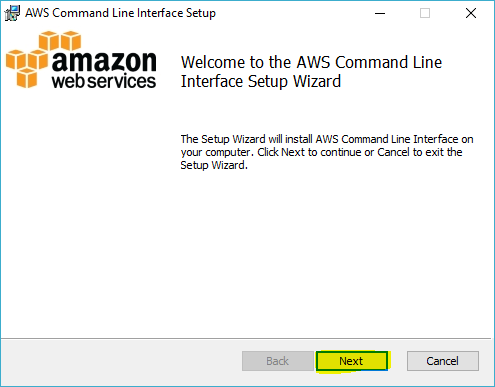 AWS Command Line Interface Setup
amazon
web services
Welcome to the AWS Command Line
Interface Setup Wizard
The Setup Wizard will install AWS Command Line Interface on
your computer. Click Next to continue or Cancel to exit the
Setup Wizard.
Back Next Cancel